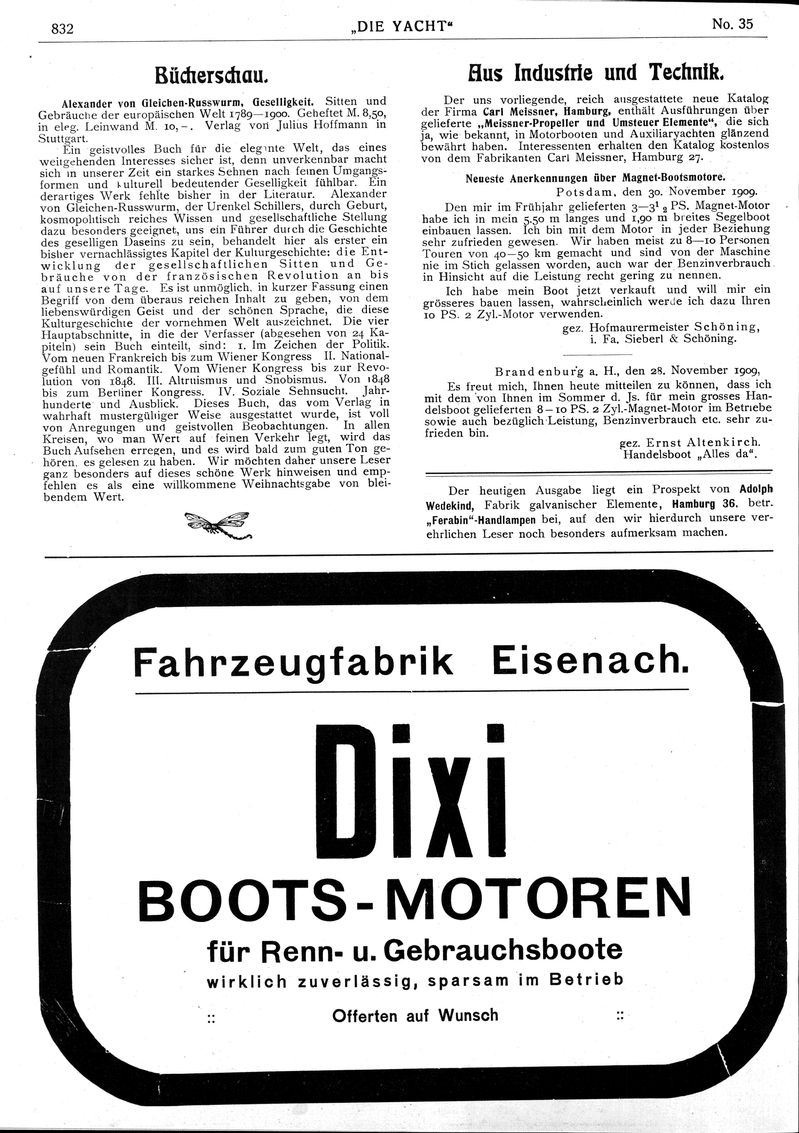 832
„DIE YACHT“
No. 35
Bücherschau.
Alexander von Gleichen-Russwurm, Geselligkeit. Sitten und
Gebräuche der europäischen Welt 1789—1900. Geheftet M. 8,50,
in eleg. Leinwand M. 10,–. Verlag von Julius Hoffmann in
Stuttgart.
Ein geistvolles Buch für die elegante Welt, das eines
weitgehenden Interesses sicher ist, denn unverkennbar macht
sich in unserer Zeit ein starkes Sehnen nach feinen Umgangs-
formen und kulturell bedeutender Geselligkeit fühlbar. Ein
derartiges Werk fehlte bisher in der Literatur. Alexander
von Gleichen-Russwurm, der Urenkel Schillers, durch Geburt,
kosmopolitisch reiches Wissen und gesellschaftliche Stellung
dazu besonders geeignet, uns ein Führer durch die Geschichte
des geselligen Daseins zu sein, behandelt hier als erster ein
bisher vernachlässigtes Kapitel der Kulturgeschichte: die Ent-
wicklung der gesellschaftlichen Sitten und Ge-
bräuche von der französischen Revolution an bis
auf unsere Tage. Es ist unmöglich, in kurzer Fassung einen
Begriff von dem überaus reichen Inhalt zu geben, von dem
liebenswürdigen Geist und der schönen Sprache, die diese
Kulturgeschichte der vornehmen Welt auszeichnet. Die vier
Hauptabschnitte, in die der Verfasser (abgesehen von 24 Ka-
piteln) sein Buch einteilt, sind: 1. Im Zeichen der Politik.
Vom neuen Frankreich bis zum Wiener Kongress II. National-
gefühl und Romantik. Vom Wiener Kongress bis zur Revo-
lution von 1848. III. Altruismus und Snobismus. Von 1848
bis zum Berliner Kongress. IV. Soziale Sehnsucht. Jahr-
hunderte und Ausblick. Dieses Buch, das vom Verlag in
wahrhaft mustergültiger Weise ausgestattet wurde, ist voll
von Anregungen und geistvollen Beobachtungen. In allen
Kreisen, wo man Wert auf feinen Verkehr legt, wird das
Buch Aufsehen erregen, und es wird bald zum guten Ton ge-
hören, es gelesen zu haben. Wir möchten daher unsere Leser
ganz besonders auf dieses schöne Werk hinweisen und emp-
fehlen es als eine willkommene Weihnachtsgabe von blei-
bendem Wert.
Aus Industrie und Technik.
Der uns vorliegende, reich ausgestattete neue Katalog
der Firma Carl Meissner, Hamburg, enthält Ausführungen über
gelieferte „Meissner-Propeller und Umsteuer Elemente“, die sich
ja, wie bekannt, in Motorbooten und Auxiliaryachten glänzend
bewährt haben. Interessenten erhalten den Katalog kostenlos
von dem Fabrikanten Carl Meissner, Hamburg 27.
Neueste Anerkennungen über Magnet-Bootsmotore.
Potsdam, den 30. November 1909.
Den mir im Frühjahr gelieferten 3—3½ PS. Magnet-Motor
habe ich in mein 5.50 m langes und 1,90 m breites Segelboot
einbauen lassen. Ich bin mit dem Motor in jeder Beziehung
sehr zufrieden gewesen. Wir haben meist zu 8—10 Personen
Touren von 40—50 km gemacht und sind von der Maschine
nie im Stich gelassen worden, auch war der Benzinverbrauch
in Hinsicht auf die Leistung recht gering zu nennen.
Ich habe mein Boot jetzt verkauft und will mir ein
grösseres bauen lassen, wahrscheinlich werde ich dazu Ihren
10 PS. 2 Zyl.-Motor verwenden.
gez. Hofmaurermeister Schöning,
i. Fa. Sieberl & Schöning.
Brandenburg a. H., den 28. November 1909,
Es freut mich, Ihnen heute mitteilen zu können, dass ich
mit dem von Ihnen im Sommer d. Js. für mein grosses Han-
delsboot gelieferten 8—10 PS. 2 Zyl.-Magnet-Motor im Betriebe
sowie auch bezüglich Leistung, Benzinverbrauch etc. sehr zu-
frieden bin.
gez. Ernst Altenkirch.
Handelsboot „Alles da“.
Der heutigen Ausgabe liegt ein Prospekt von Adolph
Wedekind, Fabrik galvanischer Elemente, Hamburg 36, betr.
„Ferabin“-Handlampen bei, auf den wir hierdurch unsere ver-
ehrlichen Leser noch besonders aufmerksam machen.
Fahrzeugfabrik Eisenach.
Dixi
BOOTS-MOTOREN
für Renn- u. Gebrauchsboote
wirklich zuverlässig, sparsam im Betrieb
:: Offerten auf Wunsch ::